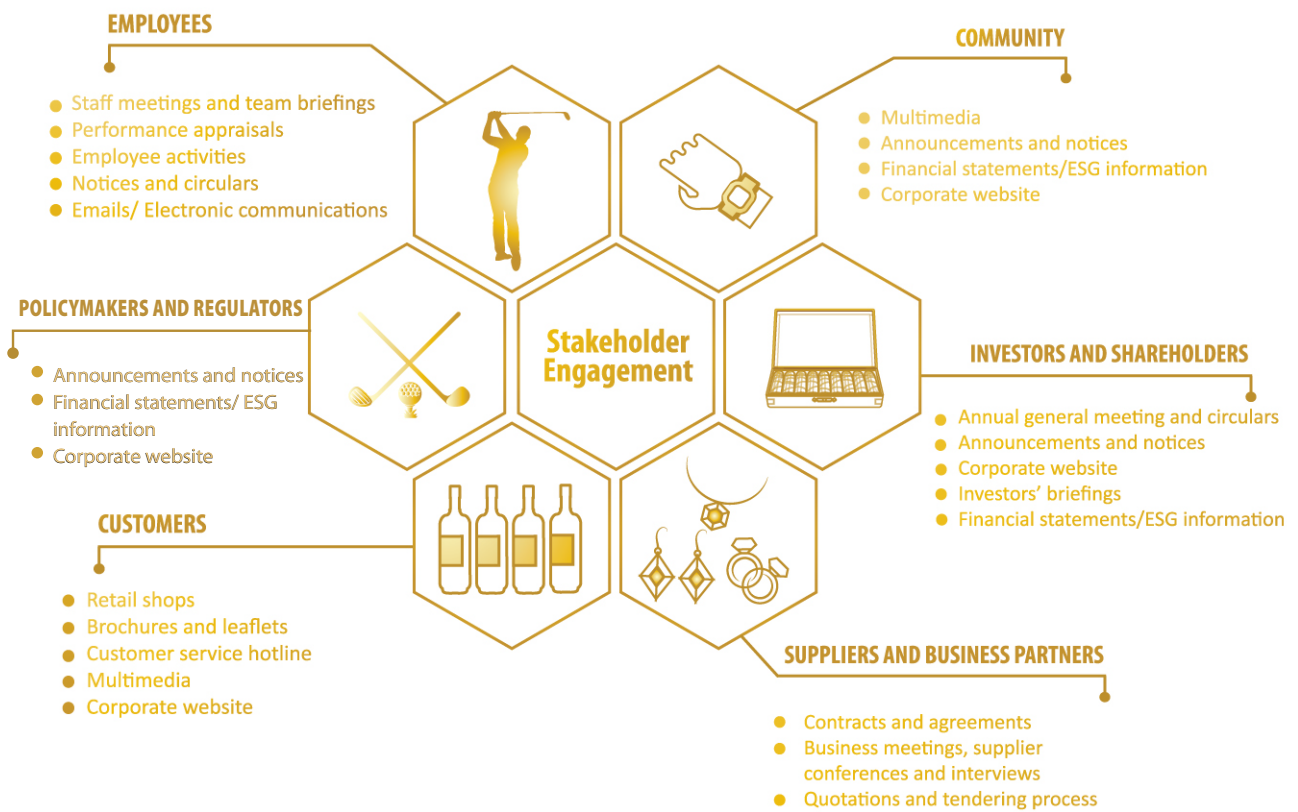 EMPLOYEES
Staff meetings and team briefings
Performance appraisals
Employee activities
Notices and circulars
Emails/ Electronic communications
COMMUNITY
Multimedia
Announcements and notices
Financial statements/ESG information
Corporate website
POLICYMAKERS AND REGULATORS
Announcements and notices
Financial statements/ ESG
information
Corporate website
Stakeholder
Engagement
INVESTORS AND SHAREHOLDERS
Annual general meeting and circulars
Announcements and notices
Corporate website
Investors’ briefings
Financial statements/ESG information
CUSTOMERS
Retail shops
Brochures and leaflets
Customer service hotline
Multimedia
Corporate website
SUPPLIERS AND BUSINESS PARTNERS
Contracts and agreements
Business meetings, supplier
conferences and interviews
Quotations and tendering process